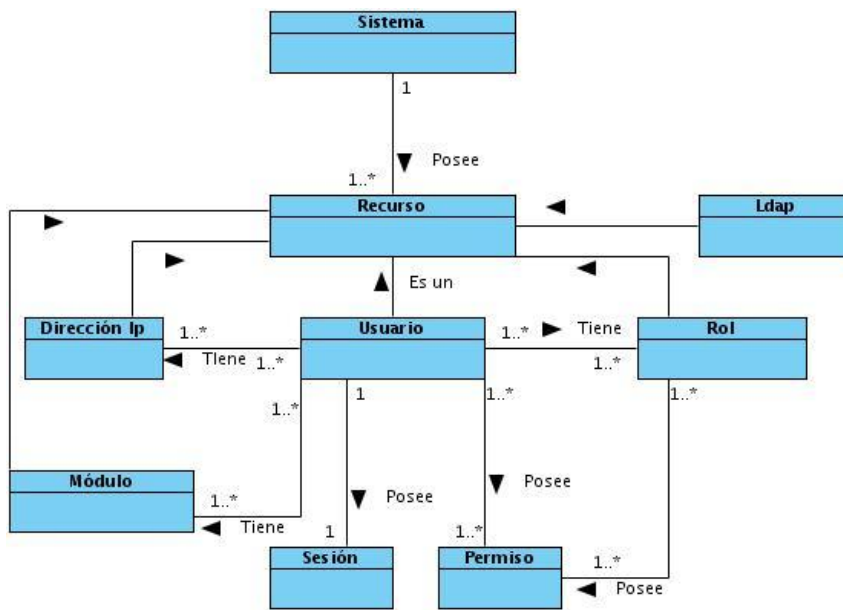 Sistema
1
Posee
1..*
Recurso
Ldap
Es un
Dirección Ip
1..*
Usuario
1..*
Tiene
Rol
TIene
1..*
1..*
1..*
1
1..*
1..*
Módulo
1..*
Tiene
Posee
Posee
1
1..*
Sesión
Permiso
1..*
Posee